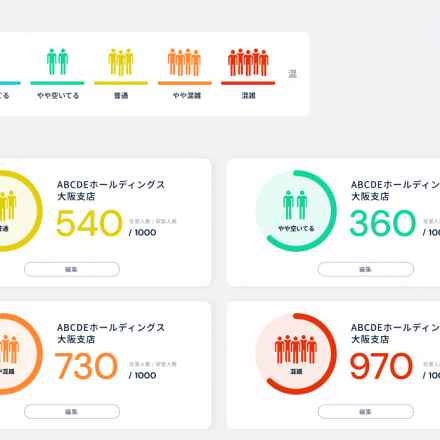 てる
やや空いてる
普通
やや混雑
混雑
混
普通
ABCDEホールディングス
大阪支店
540
在室人数 / 収容人数
/ 1000
編集
やや空いてる
ABCDEホールディン
大阪支店
360
在室人数
/ 100
編集
や混雑
ABCDEホールディングス
大阪支店
730
在室人数 / 収容人数
/ 1000
編集
混雑
ABCDEホールディン
大阪支店
970
在室人数
/ 100
編集